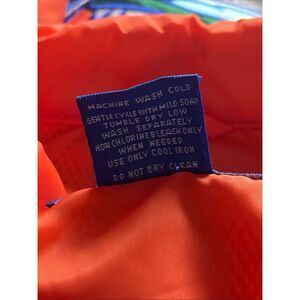 MACHINE WASH COLD
GENTLE CYCLE WITH MILD SOAP
TUMBLE DRY LOW
WASH SEPARATELY
NON CHLORINE BLEACH ONLY
WHEN NEEDED
USE ONLY COOL IRON
DO NOT DRY CLEAN